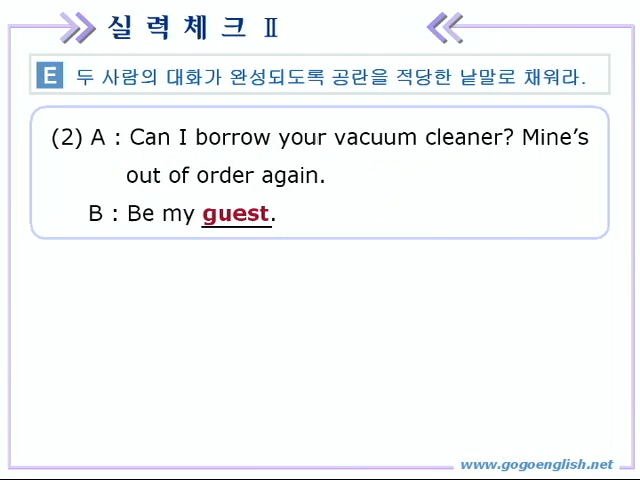 실 력 체 크 Ⅱ
E 두 사람의 대화가 완성되도록 공란을 적당한 낱말로 채워라.
(2) A : Can I borrow your vacuum cleaner? Mine’s
out of order again.
B : Be my guest.
www.gogoenglish.net